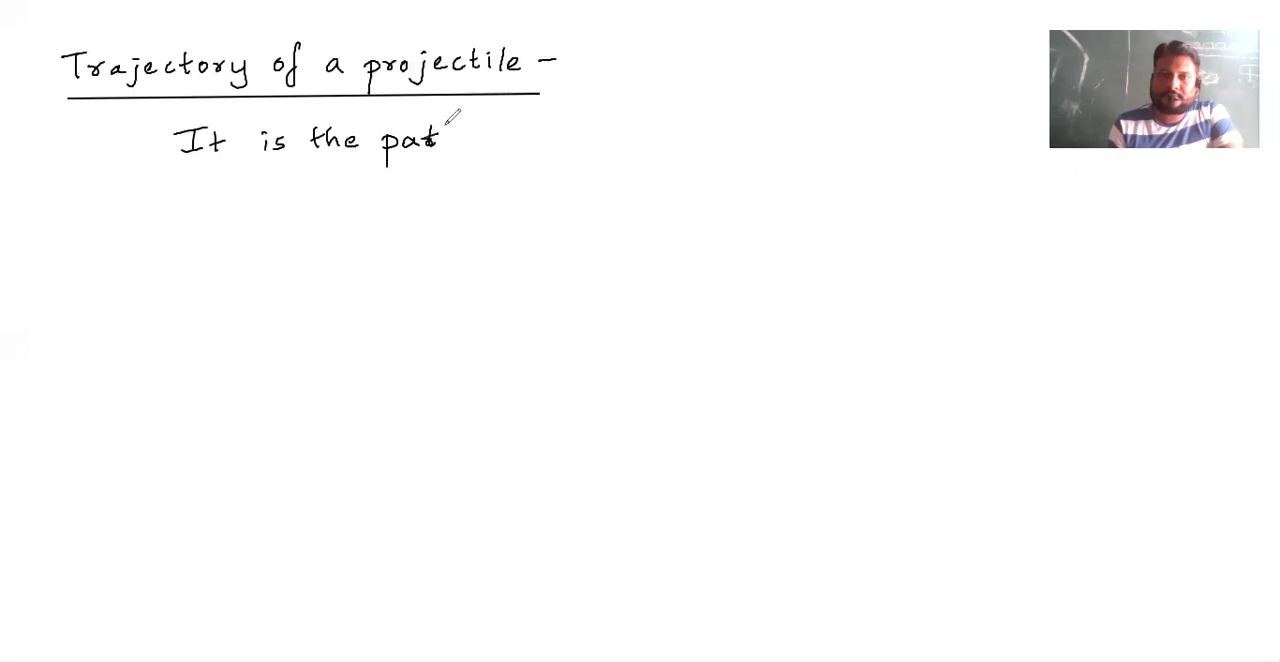 Trajectory of a projectile -
It is the pat